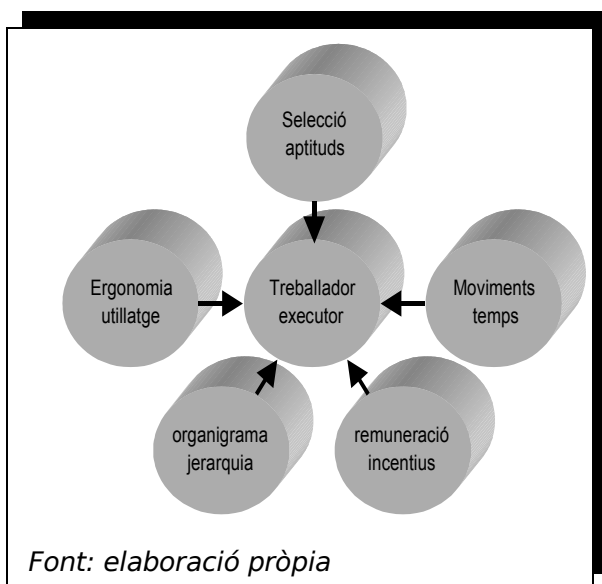 Selecció
aptituds
Ergonomia
utillatge
Treballador
executor
Moviments
temps
organigrama
jerarquia
remuneració
incentius
Font: elaboració pròpia